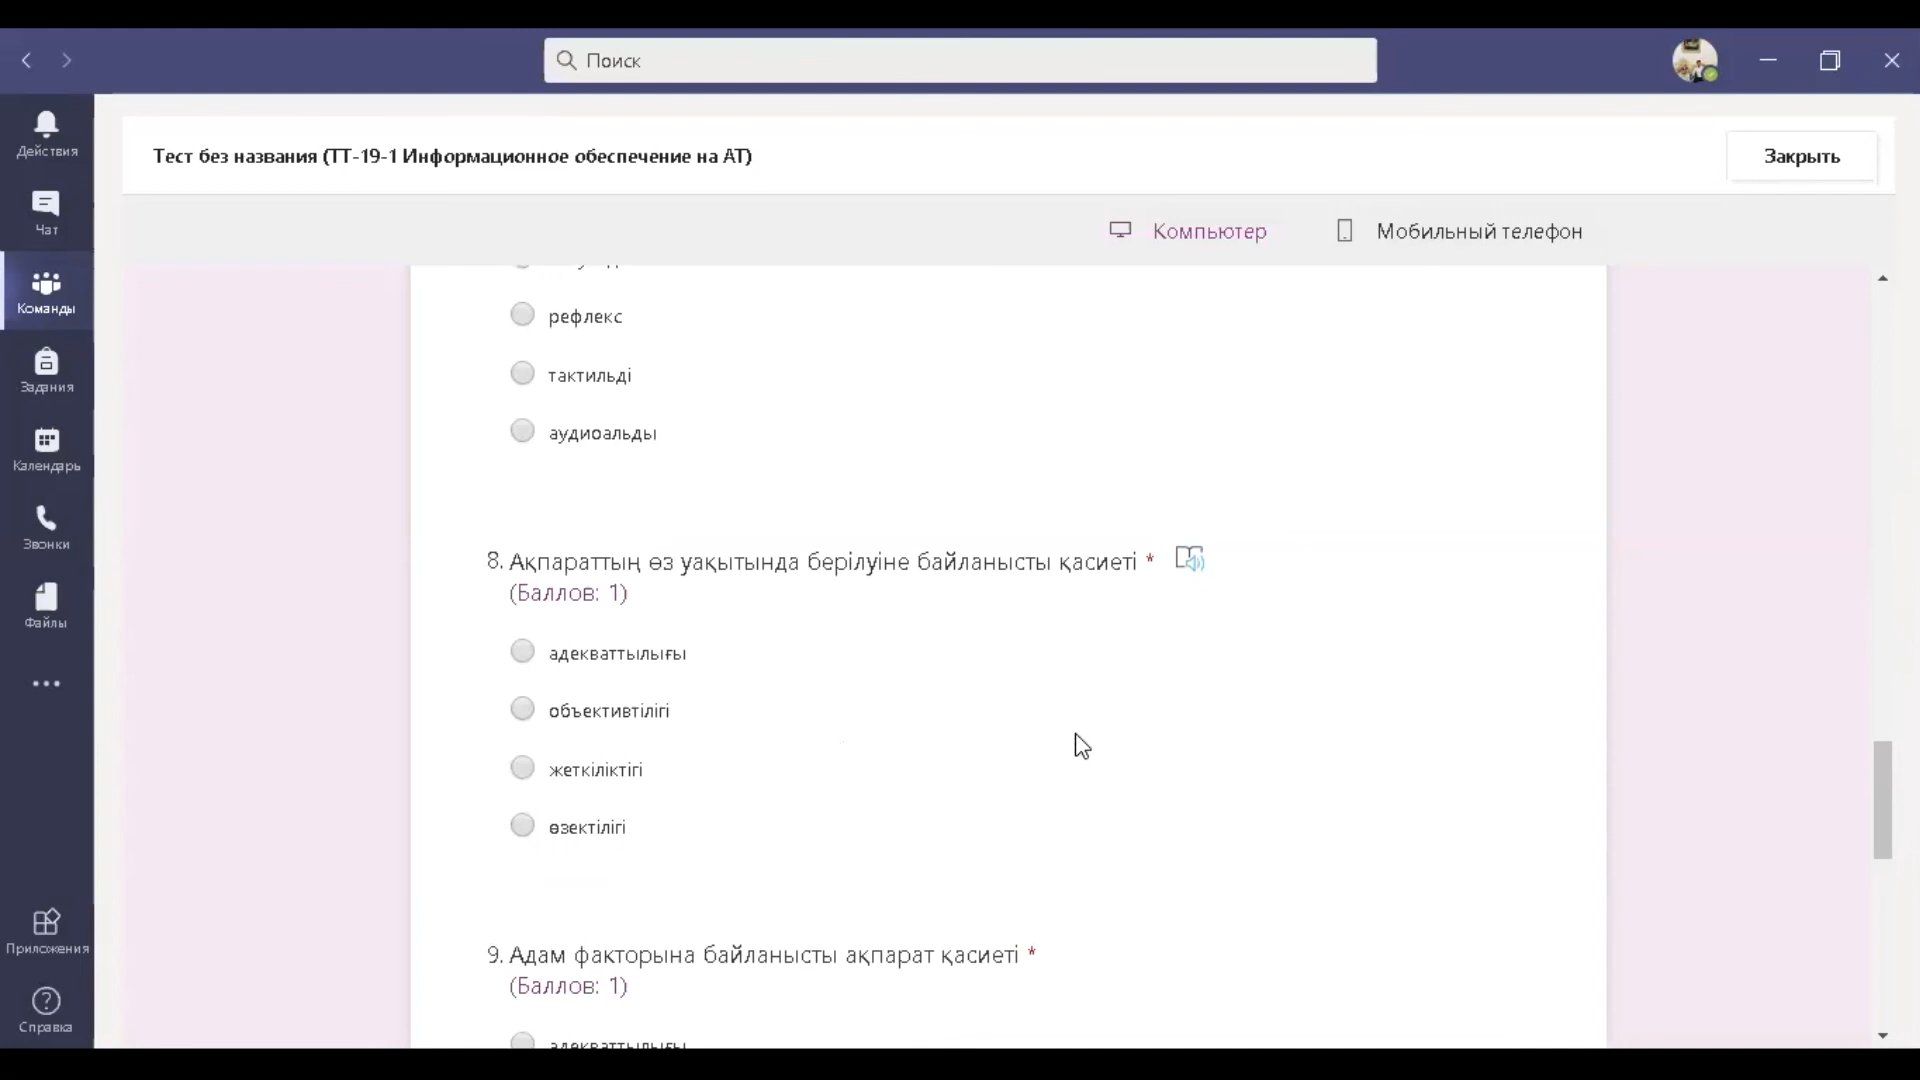 Поиск
Действия
Чат
Команды
Задания
Календарь
Звонки
Файлы
Приложения
Справка
Тест без названия (ТТ-19-1 Информационное обеспечение на АТ)
Закрыть
Компьютер
Мобильный телефон
рефлекс
тактильді
аудиоальды
8. Ақпараттың өз уақытында берілуіне байланысты қасиеті *
(Баллов: 1)
адекваттылығы
объективтілігі
жеткіліктігі
өзектілігі
9. Адам факторына байланысты ақпарат қасиеті *
(Баллов: 1)
адекваттылығы